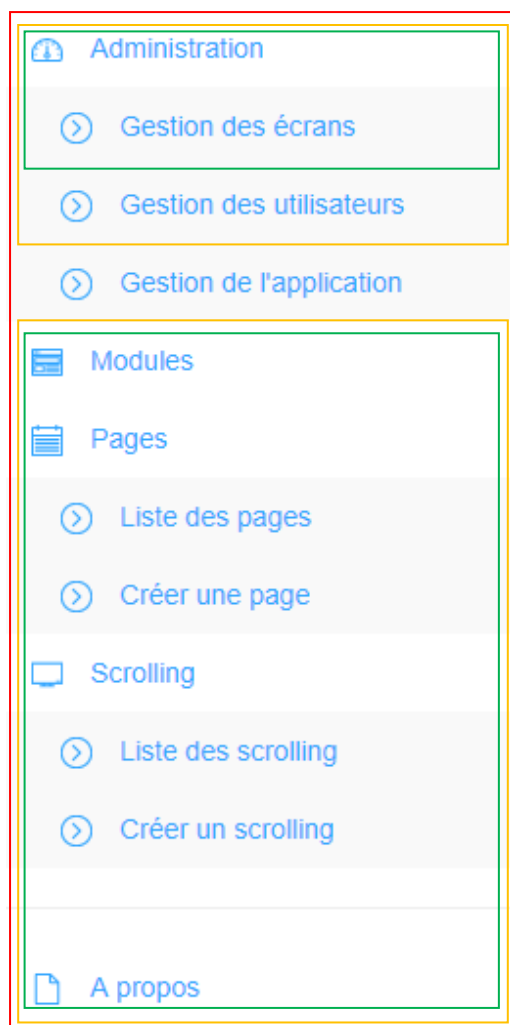 Administration
Gestion des écrans
Gestion des utilisateurs
Gestion de l'application
Modules
Pages
Liste des pages
Créer une page
Scrolling
Liste des scrolling
Créer un scrolling
A propos